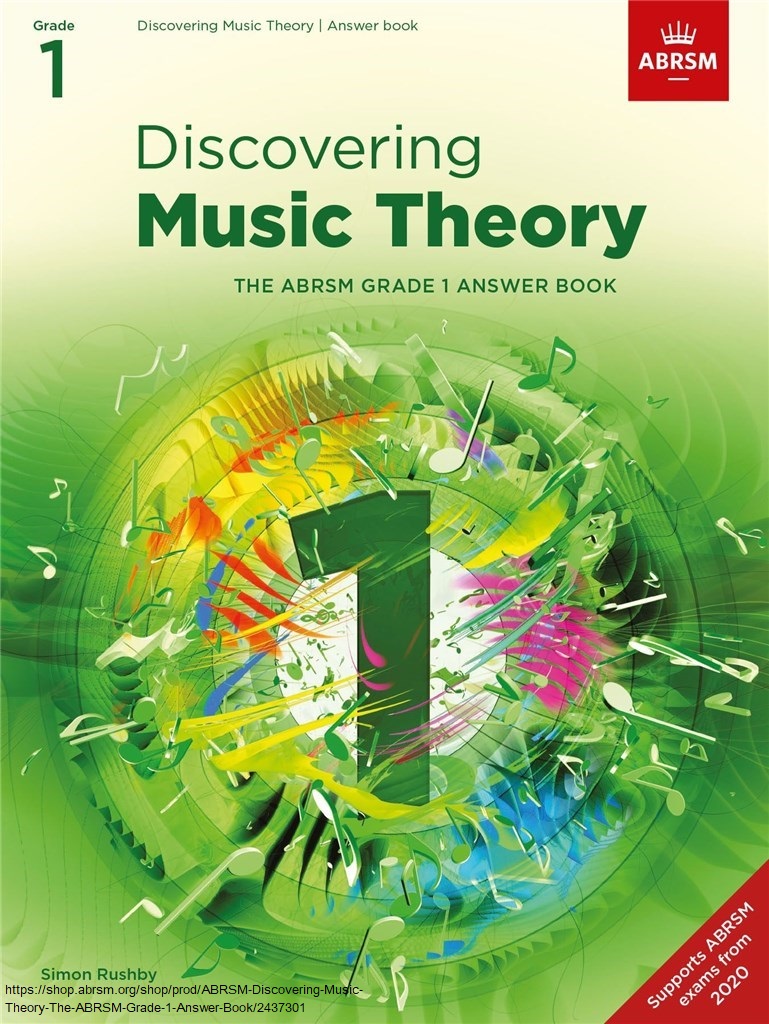 Grade
1
Discovering Music Theory | Answer book
ABRSM
Discovering
Music Theory
THE ABRSM GRADE 1 ANSWER BOOK
1
Simon Rushby
https://shop.abrsm.org/shop/prod/ABRSM-Discovering-Music-
Theory-The-ABRSM-Grade-1-Answer-Book/2437301
Supports ABRSM
exams from
2020